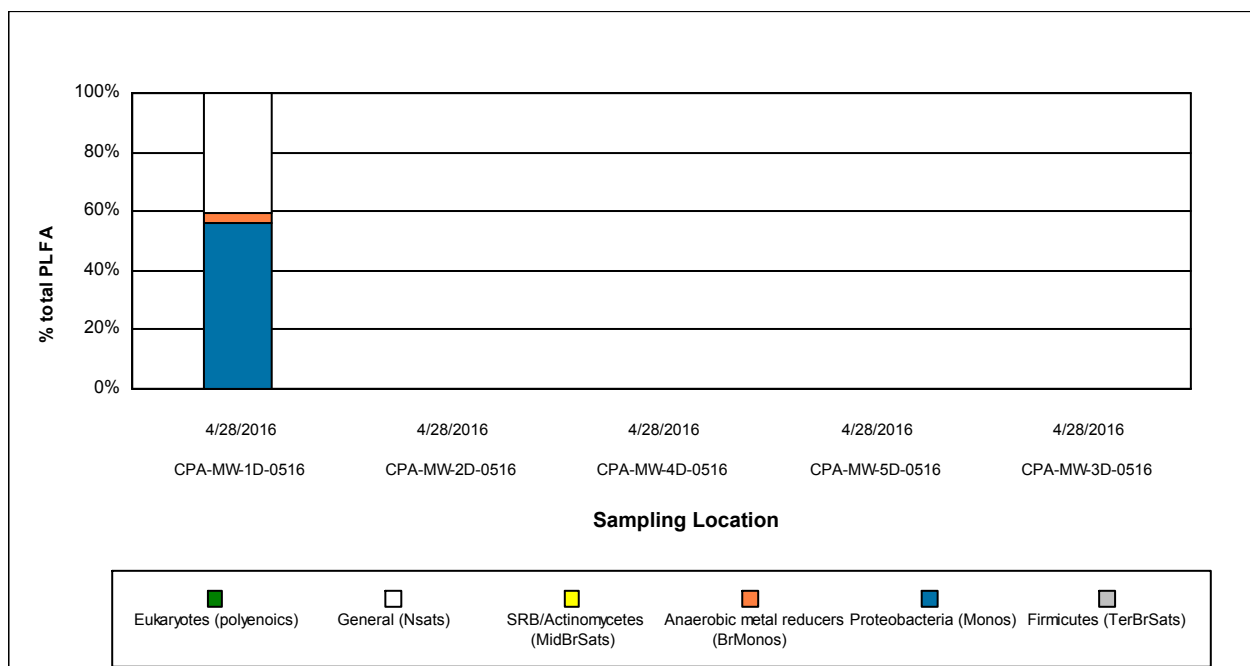 100%
80%
60%
40%
20%
0%
% total PLFA
4/28/2016 4/28/2016 4/28/2016 4/28/2016 4/28/2016
CPA-MW-1D-0516 CPA-MW-2D-0516 CPA-MW-4D-0516 CPA-MW-5D-0516 CPA-MW-3D-0516
Sampling Location
Eukaryotes (polyenoics)
General (Nsats)
SRB/Actinomycetes
(MidBrSats)
Anaerobic metal reducers
(BrMonos)
Proteobacteria (Monos)
Firmicutes (TerBrSats)